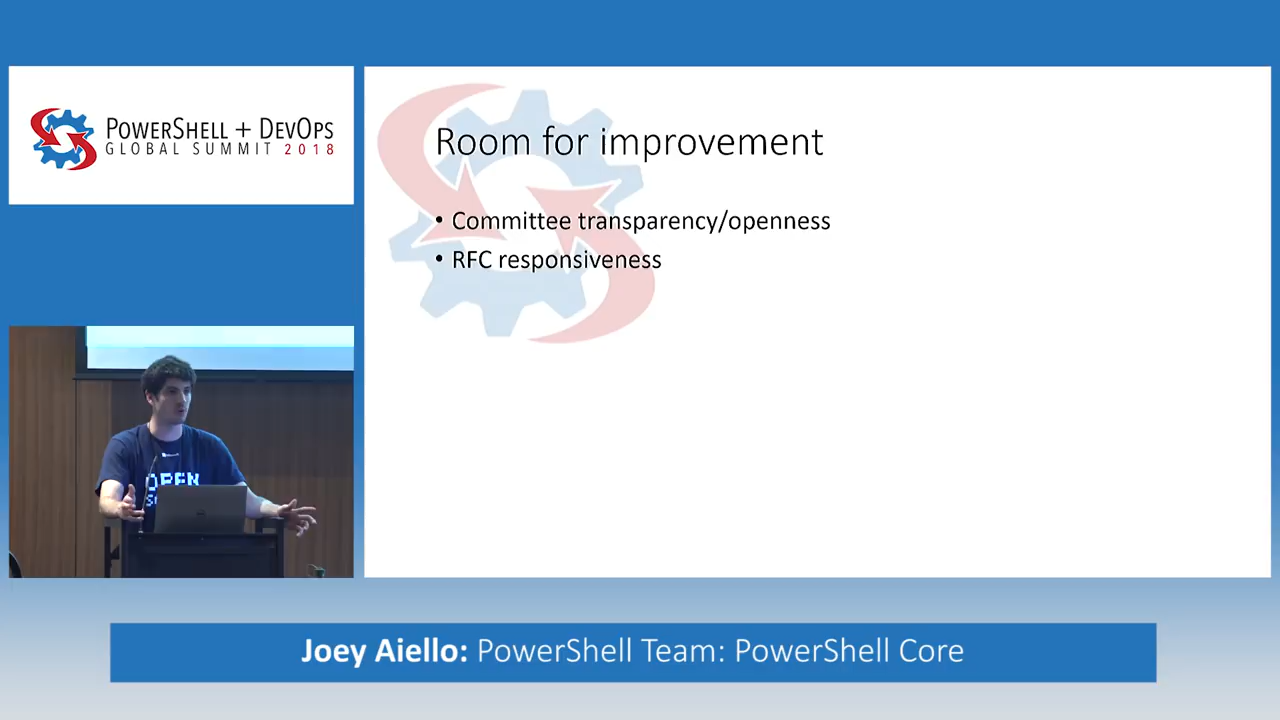 POWERSHELL + DEVOPS
GLOBAL SUMMIT 2018
Room for improvement
• Committee transparency/openness
• RFC responsiveness
OPEN
Joey Aiello: PowerShell Team: PowerShell Core